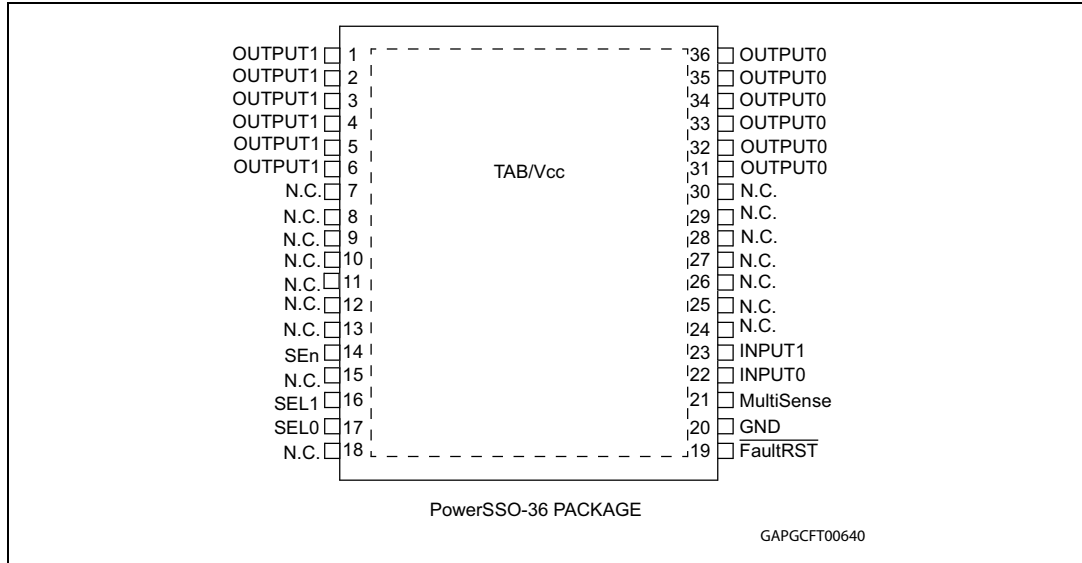 OUTPUT1 1 36 OUTPUT0
OUTPUT1 2 35 OUTPUT0
OUTPUT1 3 34 OUTPUT0
OUTPUT1 4 33 OUTPUT0
OUTPUT1 5 32 OUTPUT0
OUTPUT1 6 31 OUTPUT0
TAB/Vcc
N.C. 7 30 N.C.
N.C. 8 29 N.C.
N.C. 9 28 N.C.
N.C. 10 27 N.C.
N.C. 11 26 N.C.
N.C. 12 25 N.C.
N.C. 13 24 N.C.
SEn 14 23 INPUT1
N.C. 15 22 INPUT0
SEL1 16 21 MultiSense
SEL0 17 20 GND
N.C. 18 19 FaultRST
PowerSSO-36 PACKAGE
GAPGCFT00640